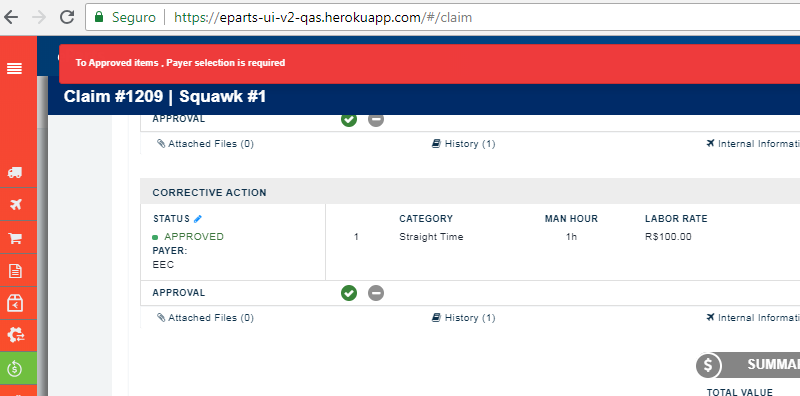 Seguro https://eparts-ui-v2-qas.herokuapp.com/#/claim
To Approved items , Payer selection is required
Claim #1209 | Squawk #1
APPROVAL
Attached Files (0) History (1) Internal Informati
CORRECTIVE ACTION
STATUS CATEGORY MAN HOUR LABOR RATE
APPROVED 1 Straight Time 1h R$100.00
PAYER:
EEC
APPROVAL
Attached Files (0) History (1) Internal Informati
$ SUMMAR
TOTAL VALUE